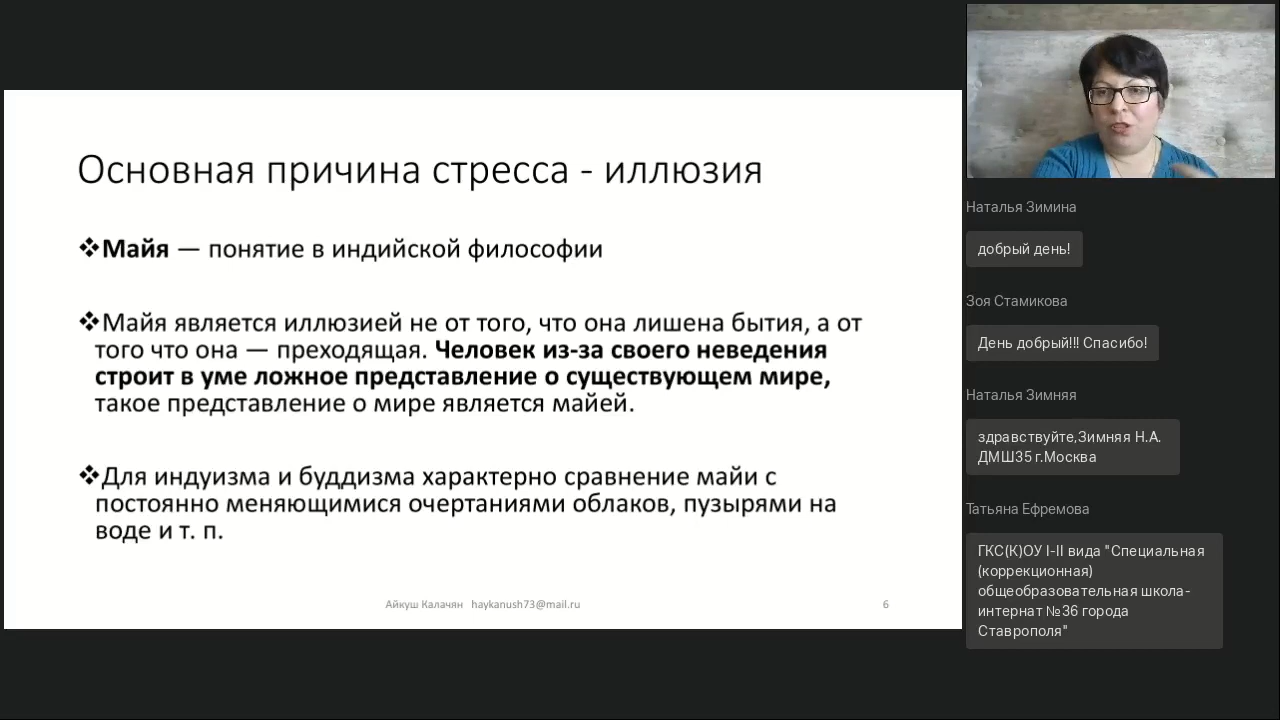 Основная причина стресса - иллюзия
❖Майя — понятие в индийской философии
❖Майя является иллюзией не от того, что она лишена бытия, а от
того что она — преходящая. Человек из-за своего неведения
строит в уме ложное представление о существующем мире,
такое представление о мире является майей.
❖Для индуизма и буддизма характерно сравнение майи с
постоянно меняющимися очертаниями облаков, пузырями на
воде и т. п.
Айкуш Калачян haykanush73@mail.ru
6
Наталья Зимина
добрый день!
Зоя Стамикова
День добрый!!! Спасибо!
Наталья Зимняя
здравствуйте,Зимняя Н.А.
ДМШ35 г.Москва
Татьяна Ефремова
ГКС(К)ОУ I-II вида "Специальная
(коррекционная)
общеобразовательная школа-
интернат №36 города
Ставрополя"